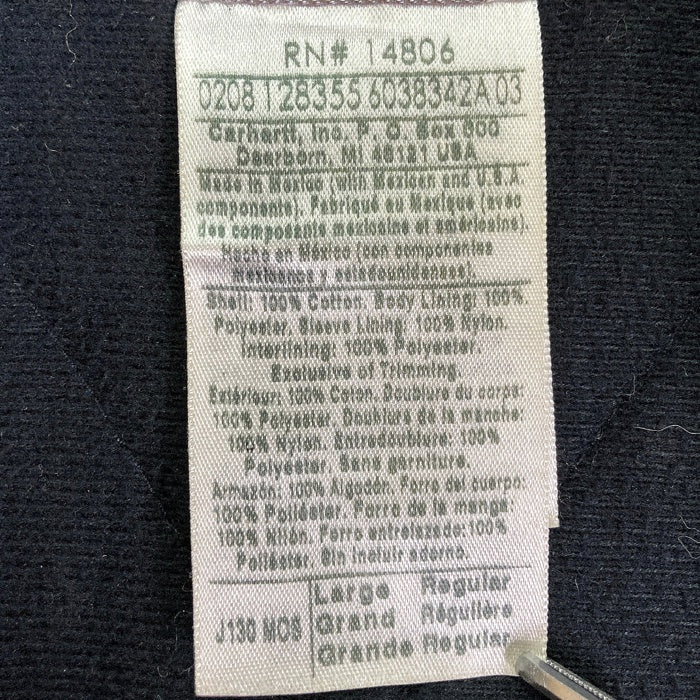 RN# 14806
0208 128355 6038342A 03
Carhartt, Inc. P. O. Box 600
Dearborn, MI 48121 USA
Made in Mexico (with Mexican and U.S.A.
components). Fabriqué au Mexique (avec
des composants mexicains et américains).
Hecho en México (con componentes
mexicanos y estadounidenses).
Shell: 100% Cotton. Body Lining: 100%
Polyester. Sleeve Lining: 100% Nylon.
Interlining: 100% Polyester.
Exclusive of Trimming.
Extérieur: 100% Coton. Doublure du corps:
100% Polyester. Doublure de la manche:
100% Nylon. Entredoublure: 100%
Polyester. Sans garniture.
Armazón: 100% Algodón. Forro del cuerpo:
100% Poliéster. Forro de la manga:
100% Nilón. Forro entrelazado:100%
Poliéster. Sin incluir adorno.
J130 MOS
Large Regular
Grand Régulière
Grande Regular